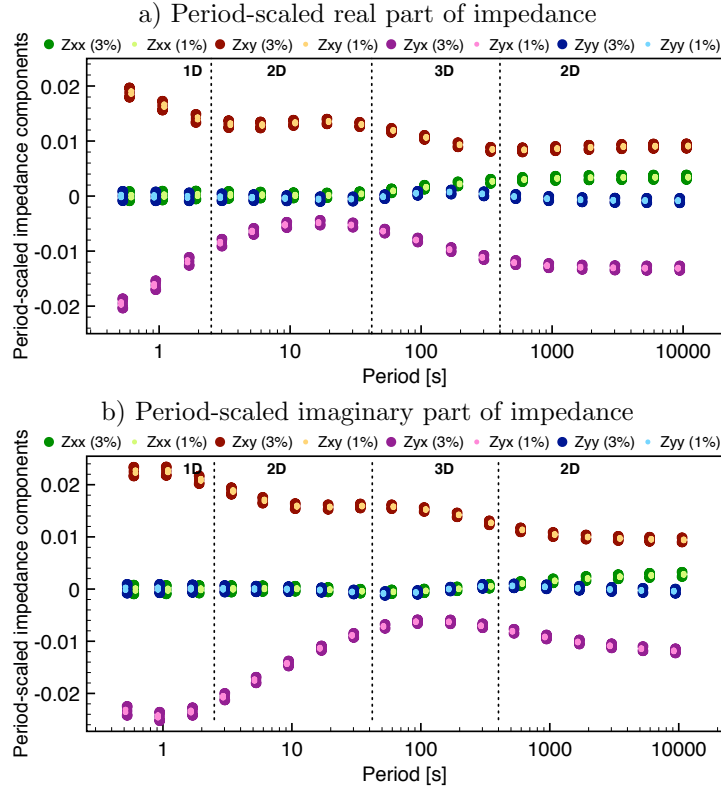 a) Period-scaled real part of impedance
Zxx (3%) Zxx (1%) Zxy (3%) Zxy (1%) Zyx (3%) Zyx (1%) Zyy (3%) Zyy (1%)
1D 2D 3D 2D
0.02
0.01
0
-0.01
-0.02
Period-scaled impedance components
1 10 100 1000 10000
Period [s]
b) Period-scaled imaginary part of impedance
Zxx (3%) Zxx (1%) Zxy (3%) Zxy (1%) Zyx (3%) Zyx (1%) Zyy (3%) Zyy (1%)
1D 2D 3D 2D
0.02
0.01
0
-0.01
-0.02
Period-scaled impedance components
1 10 100 1000 10000
Period [s]